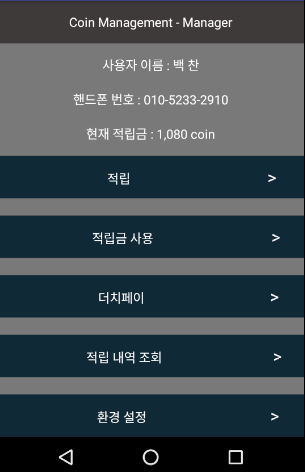 Coin Management - Manager
사용자 이름 : 백 찬
핸드폰 번호 : 010-5233-2910
현재 적립금 : 1,080 coin
적립 >
적립금 사용 >
더치페이 >
적립 내역 조회 >
환경 설정 >